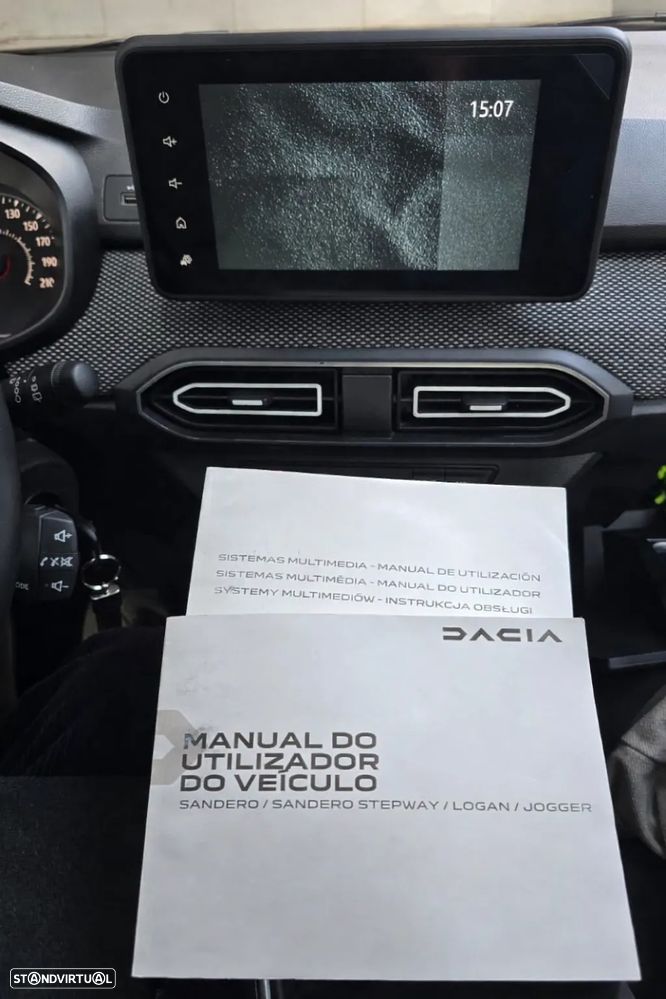 15:07
130
150
170
190
210
SISTEMAS MULTIMEDIA - MANUAL DE UTILIZACIÓN
SISTEMAS MULTIMÉDIA - MANUAL DO UTILIZADOR
SYSTEMY MULTIMEDIÓW - INSTRUKCJA OBSŁUGI
DACIA
MANUAL DO
UTILIZADOR
DO VEÍCULO
SANDERO / SANDERO STEPWAY / LOGAN / JOGGER
STANDVIRTUAL